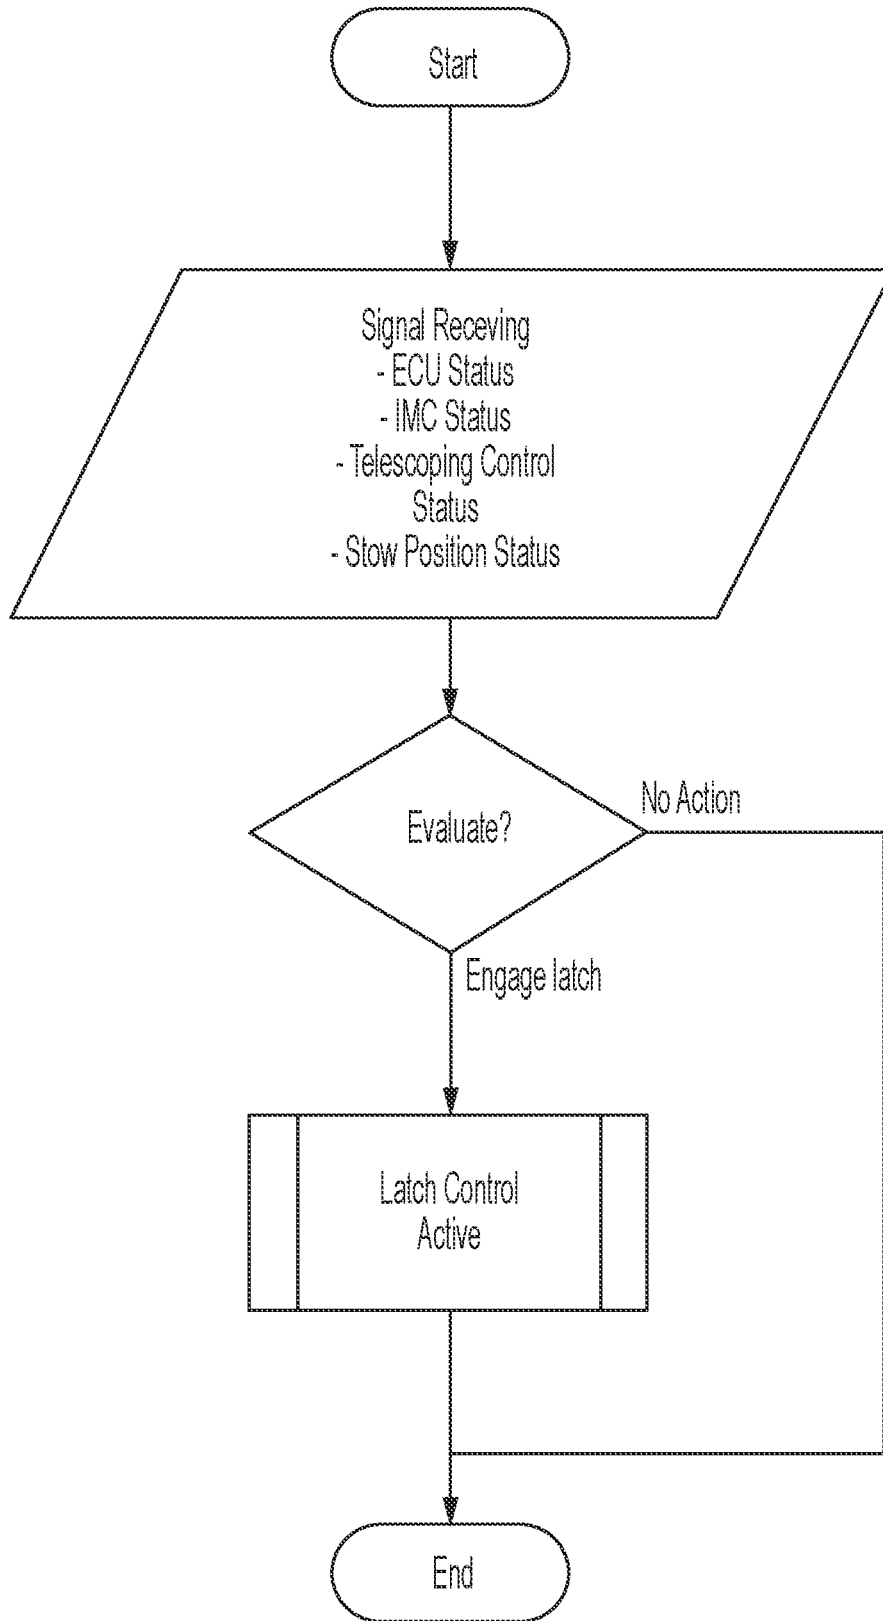 Start
Signal Receving
- ECU Status
- IMC Status
- Telescoping Control
Status
- Stow Position Status
Evaluate?
No Action
Engage latch
Latch Control
Active
End